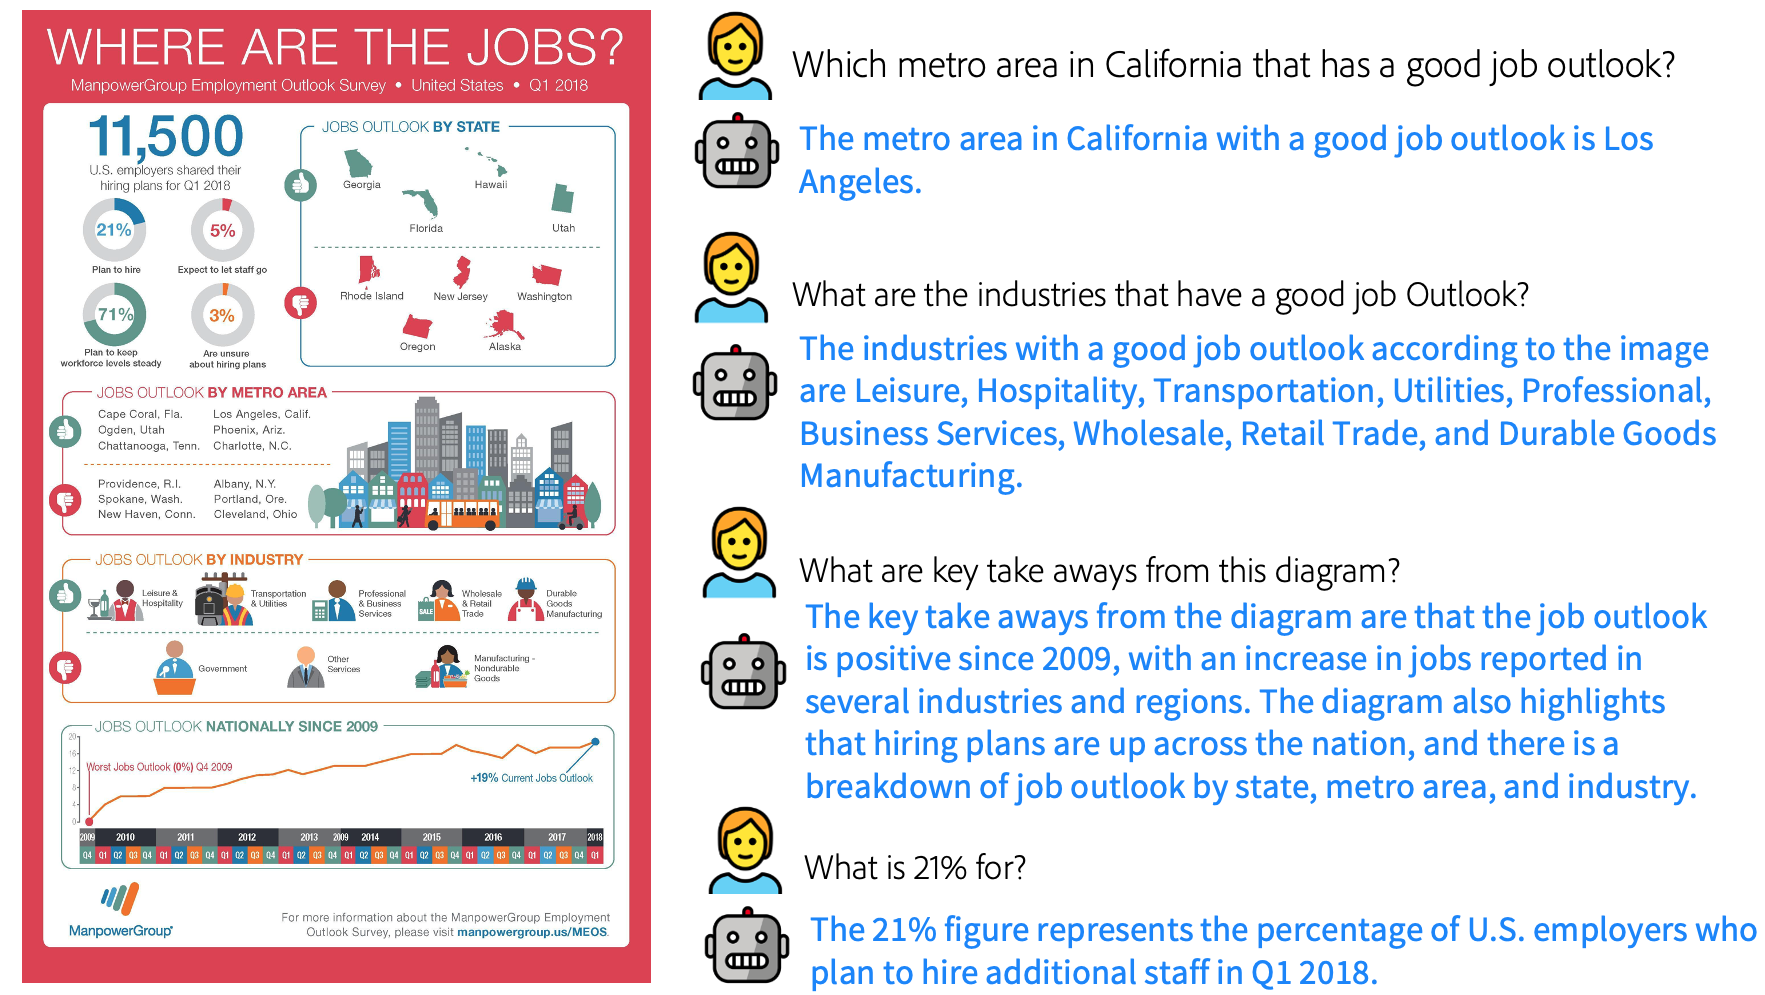 WHERE ARE THE JOBS?
ManpowerGroup Employment Outlook Survey • United States • Q1 2018
11,500
U.S. employers shared their
hiring plans for Q1 2018
21%
Plan to hire
5%
Expect to let staff go
71%
Plan to keep
workforce levels steady
3%
Are unsure
about hiring plans
JOBS OUTLOOK BY STATE
Georgia
Hawaii
Florida
Utah
Rhode Island
New Jersey
Washington
Oregon
Alaska
JOBS OUTLOOK BY METRO AREA
Cape Coral, Fla.
Ogden, Utah
Chattanooga, Tenn.
Los Angeles, Calif.
Phoenix, Ariz.
Charlotte, N.C.
Providence, R.I.
Spokane, Wash.
New Haven, Conn.
Albany, N.Y.
Portland, Ore.
Cleveland, Ohio
JOBS OUTLOOK BY INDUSTRY
Leisure &
Hospitality
Transportation
& Utilities
Professional
& Business
Services
SALE
Wholesale
& Retail
Trade
Durable
Goods
Manufacturing
Government
Other
Services
Manufacturing -
Nondurable
Goods
JOBS OUTLOOK NATIONALLY SINCE 2009
20
16
12
8
4
0
Worst Jobs Outlook (0%) Q4 2009
+19% Current Jobs Outlook
2009 2010 2011 2012 2013 2009 2014 2015 2016 2017 2018
Q4 Q1 Q2 Q3 Q4 Q1 Q2 Q3 Q4 Q1 Q2 Q3 Q4 Q1 Q2 Q3 Q4 Q1 Q2 Q3 Q4 Q1 Q2 Q3 Q4 Q1 Q2 Q3 Q4 Q1 Q2 Q3 Q4 Q1
ManpowerGroup
For more information about the ManpowerGroup Employment
Outlook Survey, please visit manpowergroup.us/MEOS.
Which metro area in California that has a good job outlook?
The metro area in California with a good job outlook is Los
Angeles.
What are the industries that have a good job Outlook?
The industries with a good job outlook according to the image
are Leisure, Hospitality, Transportation, Utilities, Professional,
Business Services, Wholesale, Retail Trade, and Durable Goods
Manufacturing.
What are key take aways from this diagram?
The key take aways from the diagram are that the job outlook
is positive since 2009, with an increase in jobs reported in
several industries and regions. The diagram also highlights
that hiring plans are up across the nation, and there is a
breakdown of job outlook by state, metro area, and industry.
What is 21% for?
The 21% figure represents the percentage of U.S. employers who
plan to hire additional staff in Q1 2018.